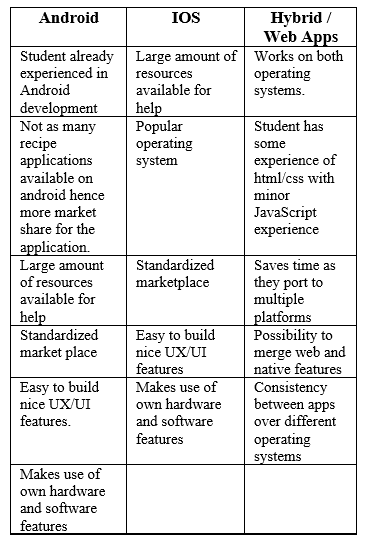 Android
IOS
Hybrid /
Web Apps
Student already
experienced in
Android
development
Large amount of
resources
available for
help
Works on both
operating
systems.
Not as many
recipe
applications
available on
android hence
more market
share for the
application.
Popular
operating
system
Student has
some
experience of
html/css with
minor
JavaScript
experience
Large amount
of resources
available for
help
Standardized
marketplace
Saves time as
they port to
multiple
platforms
Standardized
market place
Easy to build
nice UX/UI
features
Possibility to
merge web and
native features
Easy to build
nice UX/UI
features.
Makes use of
own hardware
and software
features
Consistency
between apps
over different
operating
systems
Makes use of
own hardware
and software
features